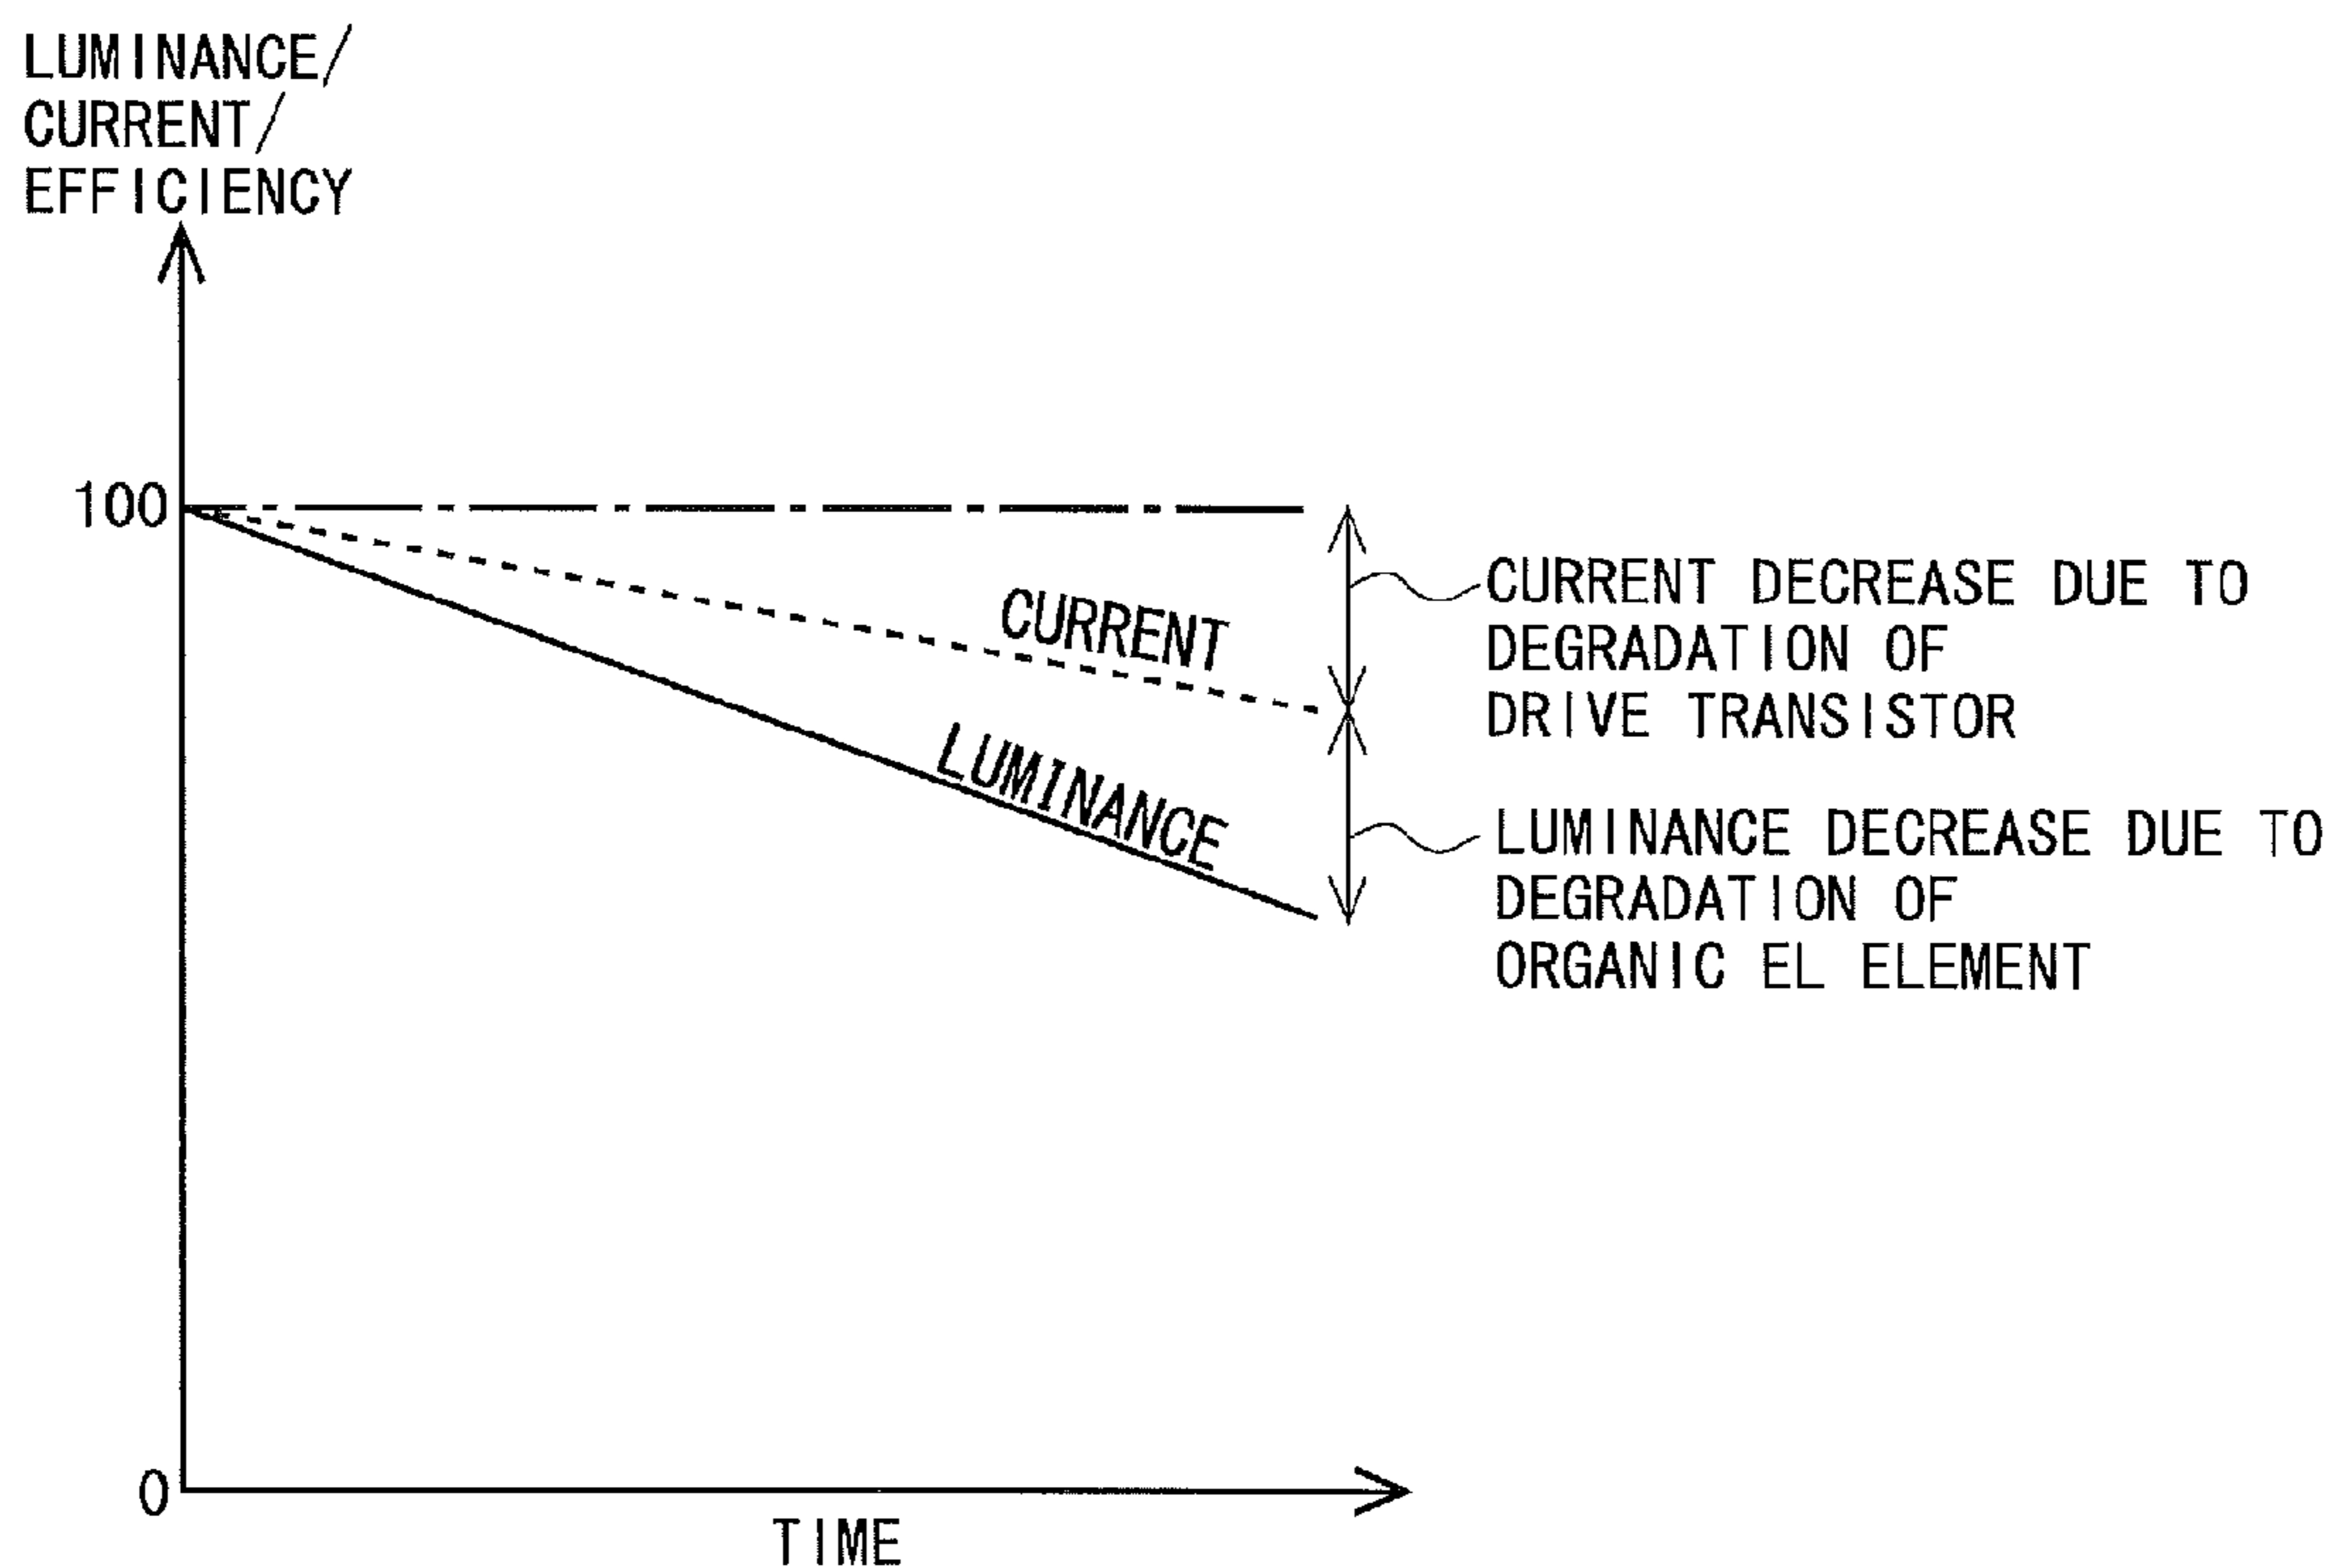 LUMINANCE/
CURRENT/
EFFICIENCY
100
CURRENT
LUMINANCE
CURRENT DECREASE DUE TO
DEGRADATION OF
DRIVE TRANSISTOR
LUMINANCE DECREASE DUE TO
DEGRADATION OF
ORGANIC EL ELEMENT
0
TIME